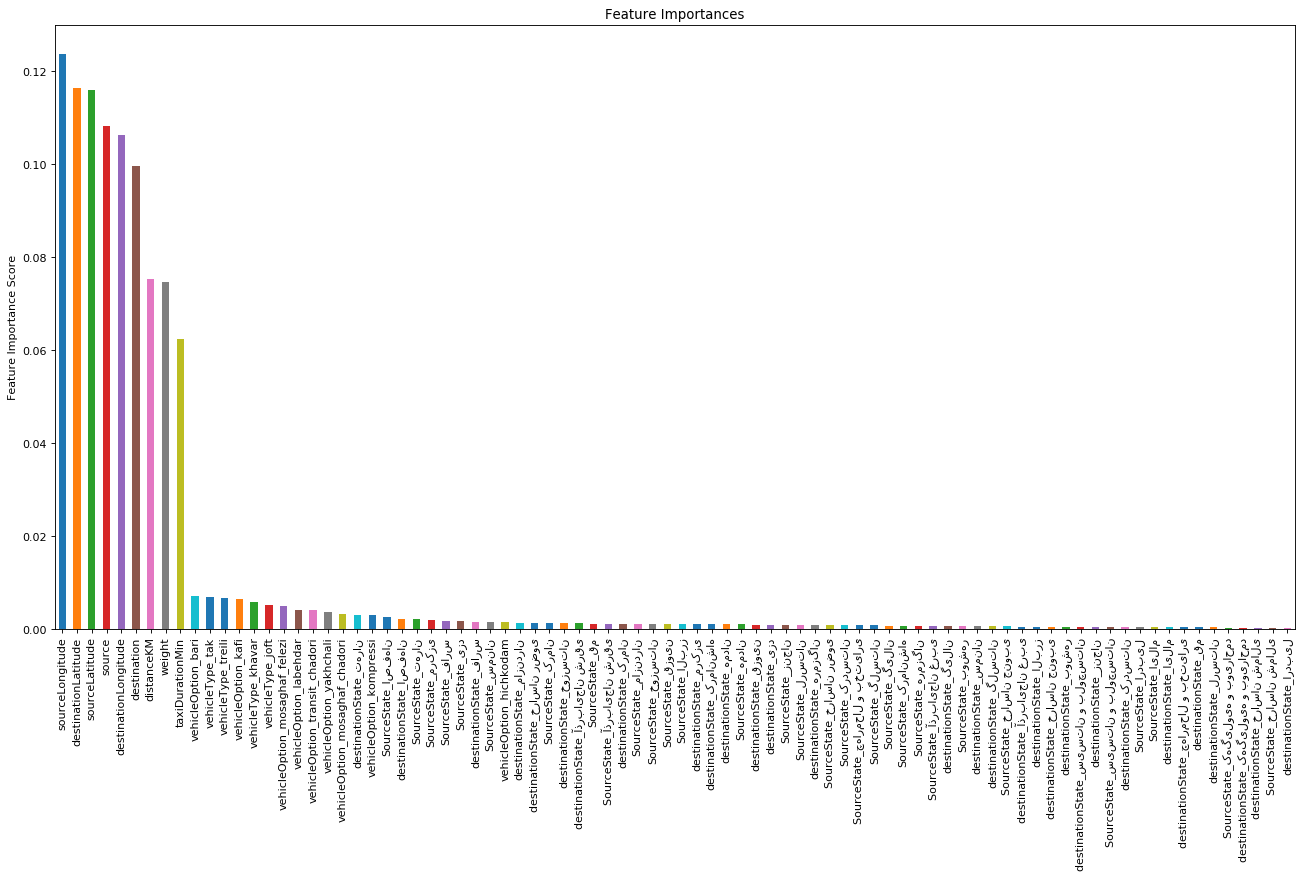 Feature Importances
Feature Importance Score
0.12
0.10
0.08
0.06
0.04
0.02
0.00
sourceLongitude
destinationLatitude
sourceLatitude
source
destinationLongitude
destination
distanceKM
weight
taxiDurationMin
vehicleOption_bari
vehicleType_tak
vehicleType_treili
vehicleOption_kafi
vehicleType_khavar
vehicleType_joft
vehicleOption_mosaghaf_felezi
vehicleOption_labehdar
vehicleOption_transit_chadori
vehicleOption_yakhchali
vehicleOption_mosaghaf_chadori
destinationState_تهران
vehicleOption_kompressi
SourceState_اصفهان
destinationState_اصفهان
SourceState_تهران
SourceState_مرکزی
SourceState_فارس
SourceState_یزد
destinationState_فارس
SourceState_سمنان
vehicleOption_hichkodam
destinationState_مازندران
destinationState_خراسان رضوی
SourceState_کرمان
destinationState_خوزستان
destinationState_آذربایجان شرقی
SourceState_قم
SourceState_آذربایجان شرقی
destinationState_کرمان
SourceState_مازندران
SourceState_خوزستان
SourceState_قزوین
SourceState_البرز
destinationState_مرکزی
destinationState_کرمانشاه
destinationState_همدان
SourceState_همدان
destinationState_قزوین
destinationState_یزد
SourceState_زنجان
SourceState_لرستان
destinationState_هرمزگان
SourceState_خراسان رضوی
SourceState_کردستان
SourceState_چهارمحال و بختیاری
SourceState_گلستان
destinationState_گیلان
SourceState_کرمانشاه
SourceState_هرمزگان
SourceState_آذربایجان غربی
destinationState_گیلان
SourceState_بوشهر
destinationState_سمنان
destinationState_گلستان
SourceState_خراسان جنوبی
destinationState_آذربایجان غربی
destinationState_البرز
destinationState_خراسان جنوبی
destinationState_بوشهر
destinationState_سیستان و بلوچستان
destinationState_زنجان
SourceState_سیستان و بلوچستان
destinationState_کردستان
SourceState_اردبیل
SourceState_ایلام
destinationState_ایلام
destinationState_چهارمحال و بختیاری
destinationState_قم
destinationState_لرستان
SourceState_کهگیلویه و بویراحمد
destinationState_کهگیلویه و بویراحمد
destinationState_خراسان شمالی
SourceState_خراسان شمالی
destinationState_اردبیل